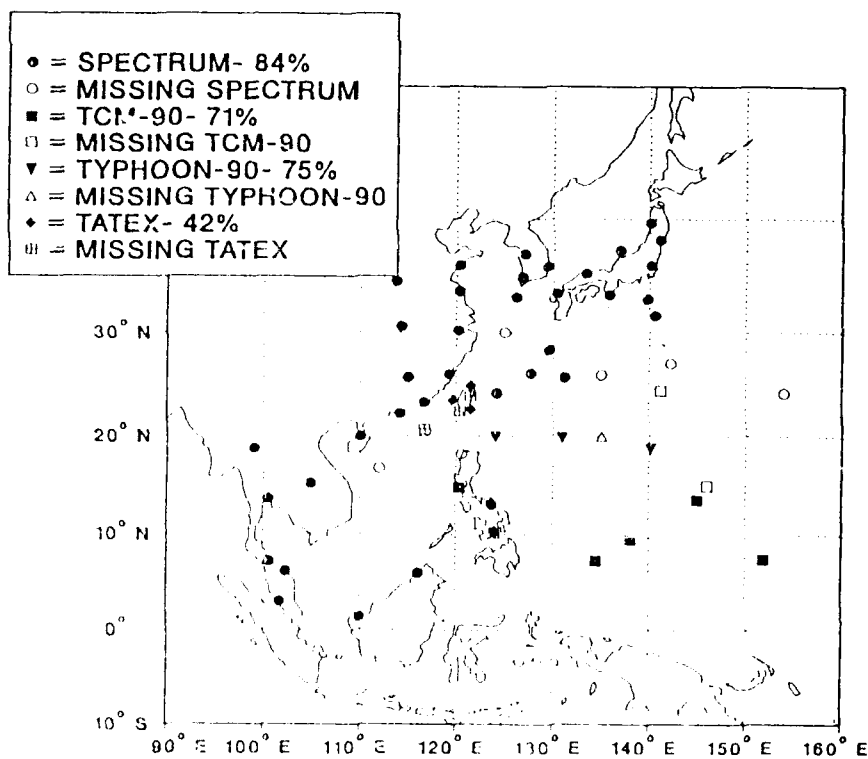 ● = SPECTRUM- 84%
○ = MISSING SPECTRUM
■ = TCM-90- 71%
□ = MISSING TCM-90
▼ = TYPHOON-90- 75%
△ = MISSING TYPHOON-90
◆ = TATEX- 42%
= MISSING TATEX
30° N
20° N
10° N
0°
10° S
90° E 100° E 110° E 120° E 130° E 140° E 150° E 160° E